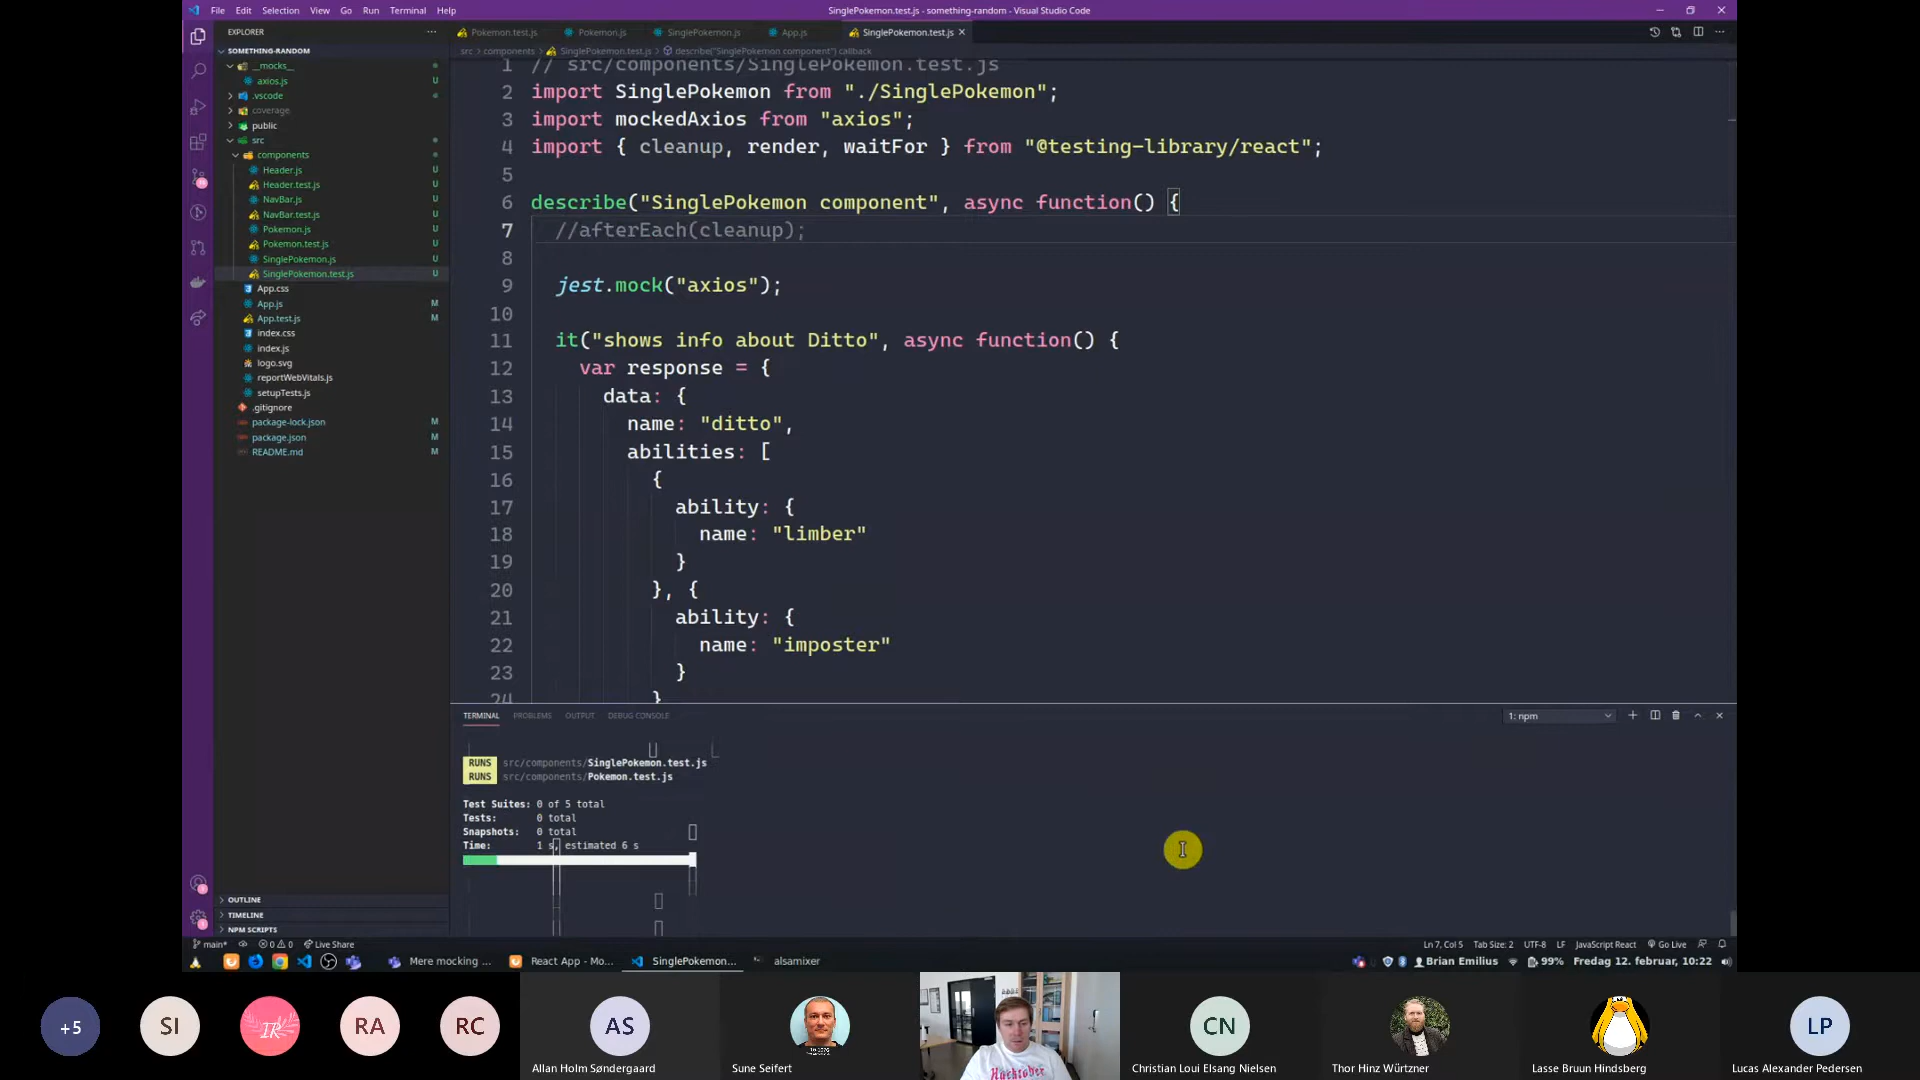 File Edit Selection View Go Run Terminal Help
SinglePokemon.test.js - something-random - Visual Studio Code
EXPLORER
SOMETHING-RANDOM
__mocks__
axios.js
.vscode
coverage
public
src
components
Header.js U
Header.test.js U
NavBar.js U
NavBar.test.js U
Pokemon.js U
Pokemon.test.js U
SinglePokemon.js U
SinglePokemon.test.js U
App.css
App.js M
App.test.js M
index.css
index.js
logo.svg
reportWebVitals.js
setupTests.js
.gitignore
package-lock.json M
package.json M
README.md M
OUTLINE
TIMELINE
NPM SCRIPTS
Pokemon.test.js Pokemon.js SinglePokemon.js App.js SinglePokemon.test.js
src > components > SinglePokemon.test.js > describe("SinglePokemon component") callback
1 // src/components/SinglePokemon.test.js
2 import SinglePokemon from "./SinglePokemon";
3 import mockedAxios from "axios";
4 import { cleanup, render, waitFor } from "@testing-library/react";
5
6 describe("SinglePokemon component", async function() {
7 //afterEach(cleanup);
8
9 jest.mock("axios");
10
11 it("shows info about Ditto", async function() {
12 var response = {
13 data: {
14 name: "ditto",
15 abilities: [
16 {
17 ability: {
18 name: "limber"
19 }
20 }, {
21 ability: {
22 name: "imposter"
23 }
24 }
TERMINAL PROBLEMS OUTPUT DEBUG CONSOLE
1: npm
RUNS src/components/SinglePokemon.test.js
RUNS src/components/Pokemon.test.js
Test Suites: 0 of 5 total
Tests: 0 total
Snapshots: 0 total
Time: 1 s, estimated 6 s
main* 0 0 Live Share
Ln 7, Col 5 Tab Size: 2 UTF-8 LF JavaScript React Go Live
Mere mocking ... React App - Mo... SinglePokemon... alsamixer
Brian Emilius 99% Fredag 12. februar, 10:22
+5 SI RA RC AS CN LP
Hacktober
Allan Holm Søndergaard
Sune Seifert
Christian Loui Elsang Nielsen
Thor Hinz Würtzner
Lasse Bruun Hindsberg
Lucas Alexander Pedersen